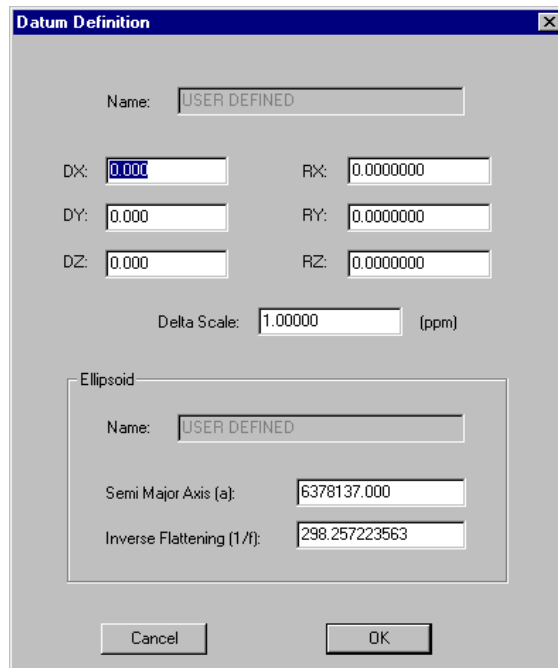 Datum Definition
Name: USER DEFINED
DX: 0.000 RX: 0.0000000
DY: 0.000 RY: 0.0000000
DZ: 0.000 RZ: 0.0000000
Delta Scale: 1.00000 (ppm)
Ellipsoid
Name: USER DEFINED
Semi Major Axis (a): 6378137.000
Inverse Flattening (1/f): 298.257223563
Cancel OK